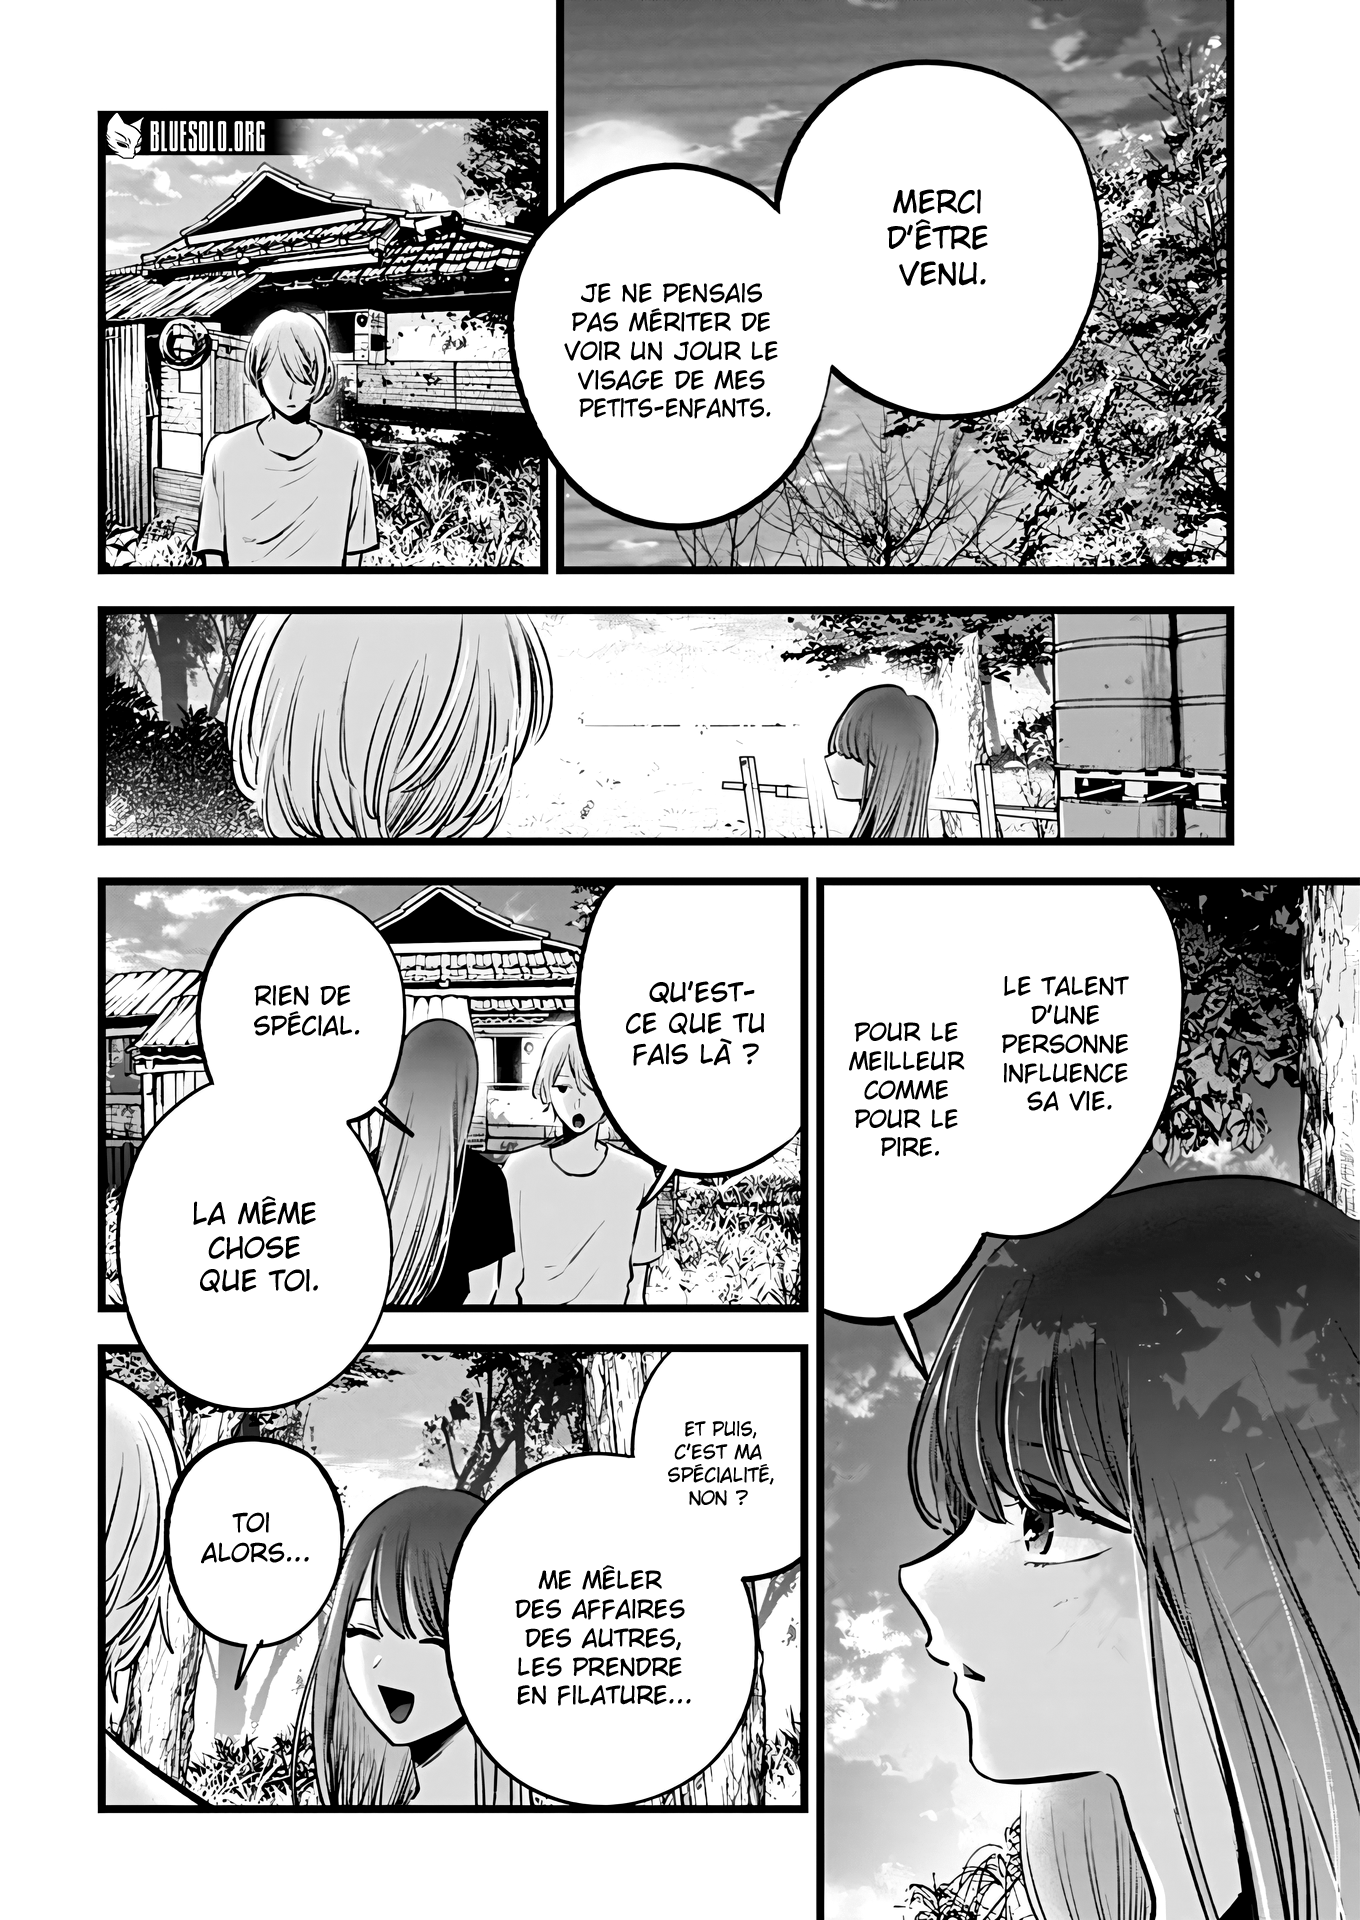 MERCI
D'ÊTRE
VENU.
JE NE PENSAIS
PAS MÉRITER DE
VOIR UN JOUR LE
VISAGE DE MES
PETITS-ENFANTS.
BLUESOLO.ORG
LE TALENT
D'UNE
PERSONNE
INFLUENCE
SA VIE.
POUR LE
MEILLEUR
COMME
POUR LE
PIRE.
QU'EST-
CE QUE TU
FAIS LÀ ?
RIEN DE
SPÉCIAL.
LA MÊME
CHOSE
QUE TOI.
ET PUIS,
C'EST MA
SPÉCIALITÉ,
NON ?
ME MÊLER
DES AFFAIRES
DES AUTRES,
LES PRENDRE
EN FILATURE...
TOI
ALORS...